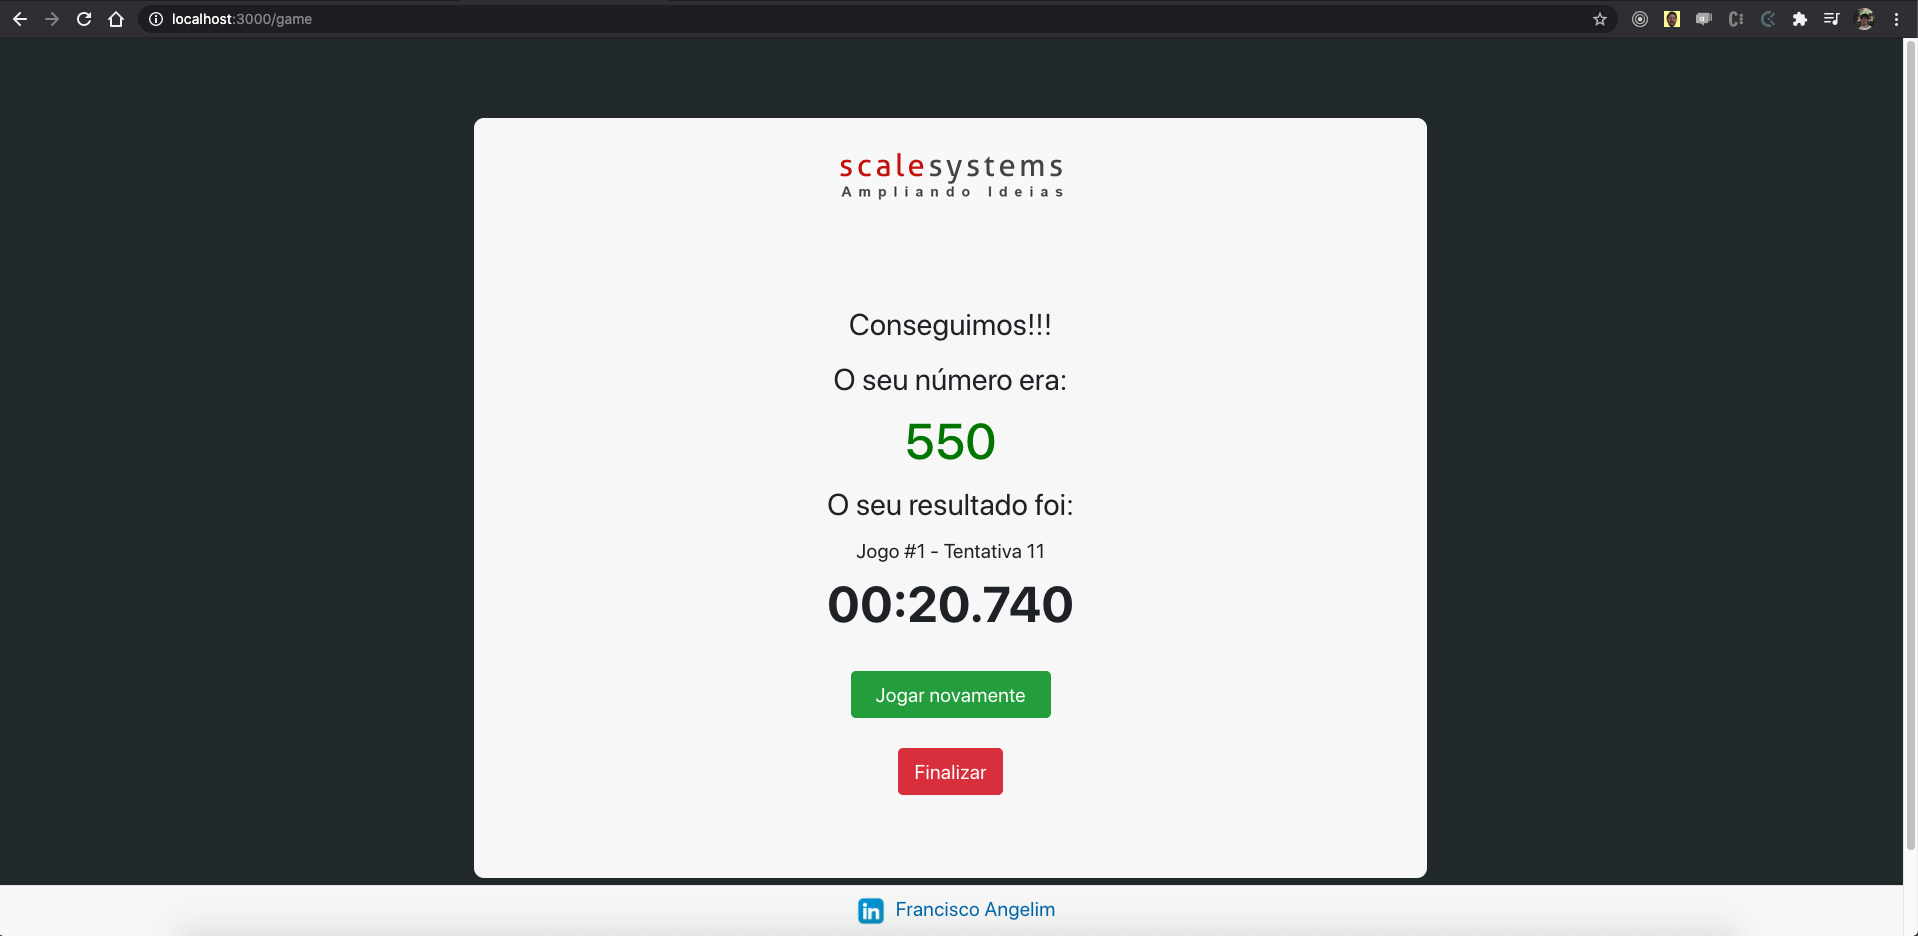 localhost:3000/game
scalesystems
Ampliando Ideias
Conseguimos!!!
O seu número era:
550
O seu resultado foi:
Jogo #1 - Tentativa 11
00:20.740
Jogar novamente
Finalizar
in Francisco Angelim